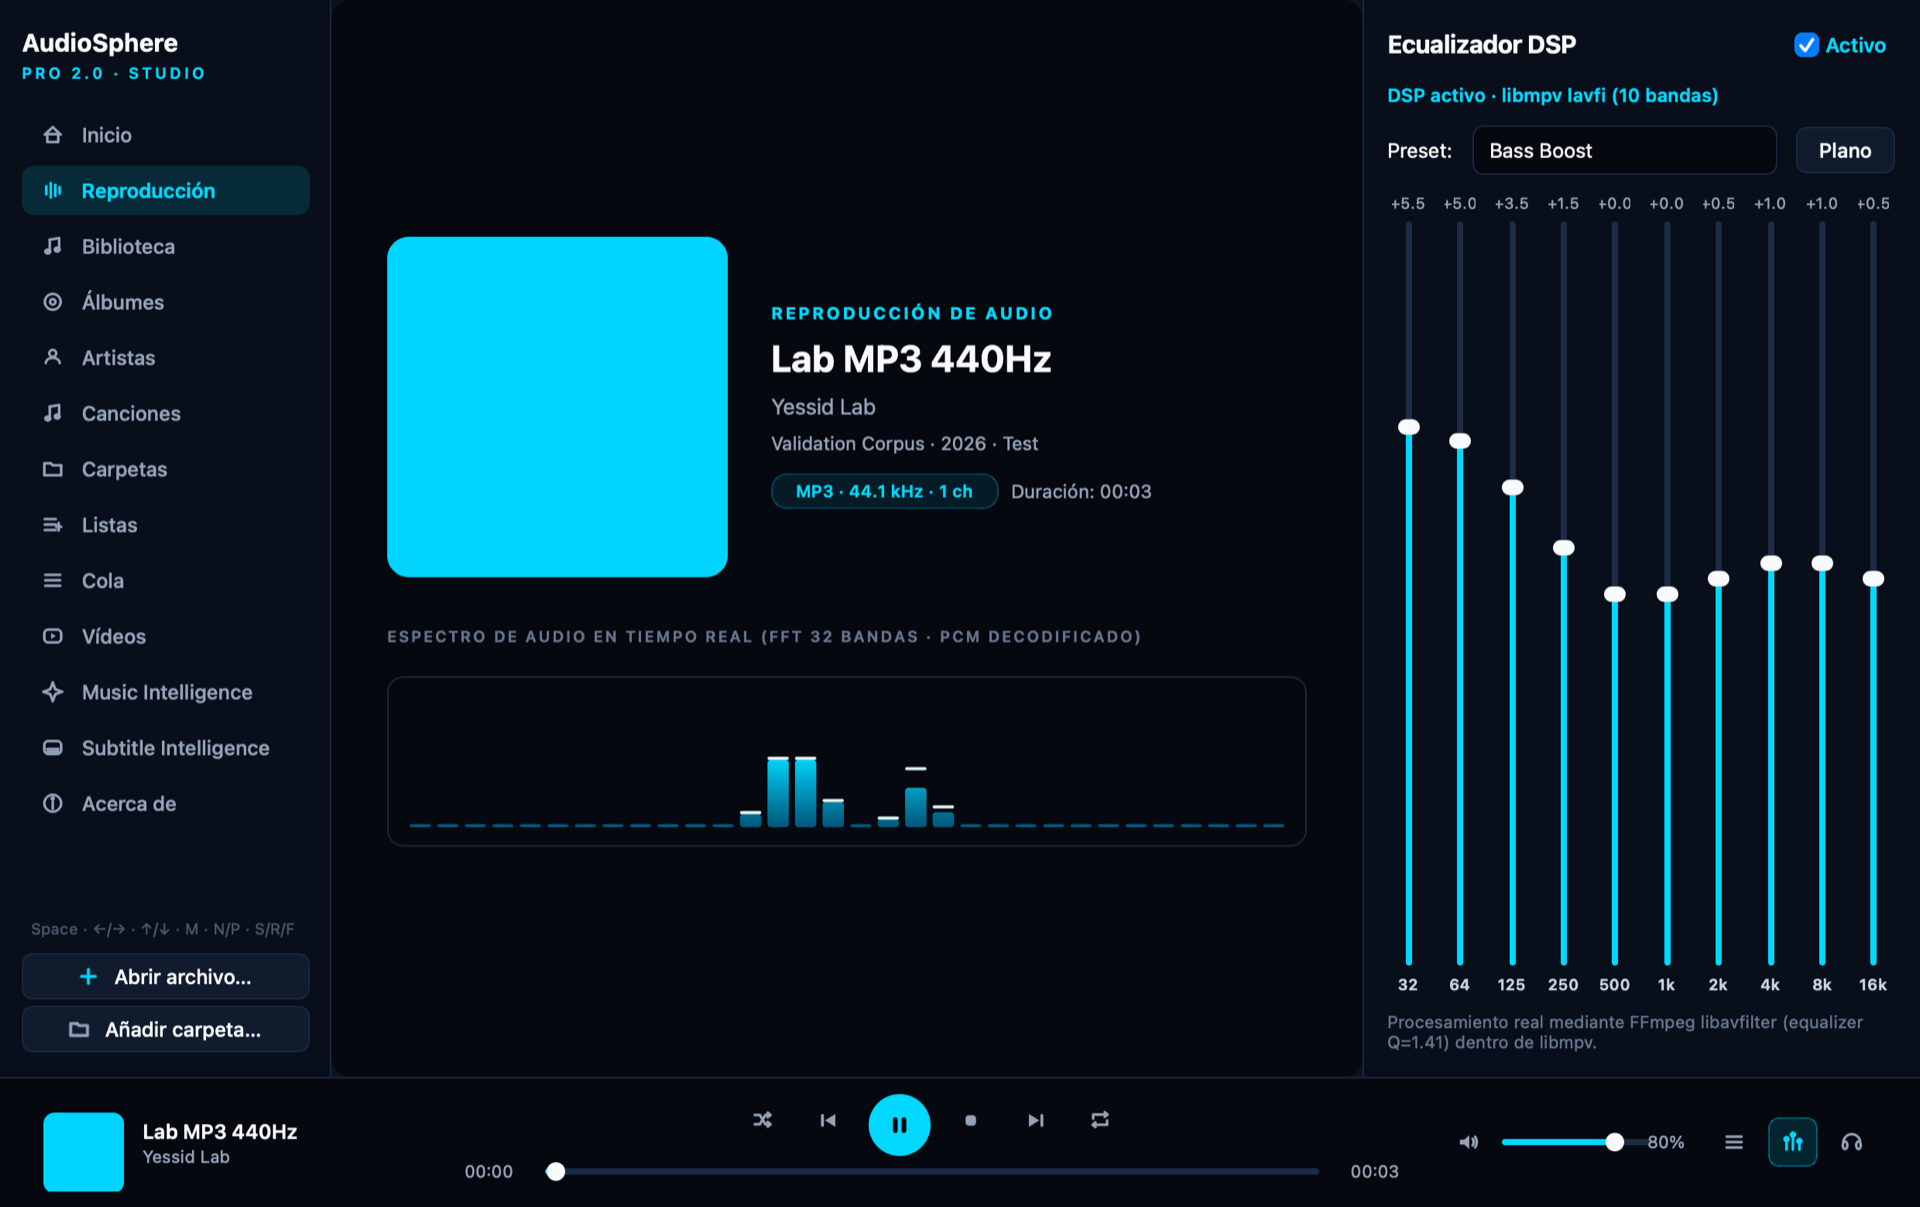 AudioSphere
PRO 2.0 · STUDIO
Inicio
Reproducción
Biblioteca
Álbumes
Artistas
Canciones
Carpetas
Listas
Cola
Vídeos
Music Intelligence
Subtitle Intelligence
Acerca de
Space · ←/→ · ↑/↓ · M · N/P · S/R/F
Abrir archivo...
Añadir carpeta...
REPRODUCCIÓN DE AUDIO
Lab MP3 440Hz
Yessid Lab
Validation Corpus · 2026 · Test
MP3 · 44.1 kHz · 1 ch
Duración: 00:03
ESPECTRO DE AUDIO EN TIEMPO REAL (FFT 32 BANDAS · PCM DECODIFICADO)
Ecualizador DSP
Activo
DSP activo · libmpv lavfi (10 bandas)
Preset: Bass Boost Plano
+5.5 +5.0 +3.5 +1.5 +0.0 +0.0 +0.5 +1.0 +1.0 +0.5
32 64 125 250 500 1k 2k 4k 8k 16k
Procesamiento real mediante FFmpeg libavfilter (equalizer
Q=1.41) dentro de libmpv.
Lab MP3 440Hz
Yessid Lab
00:00
00:03
80%